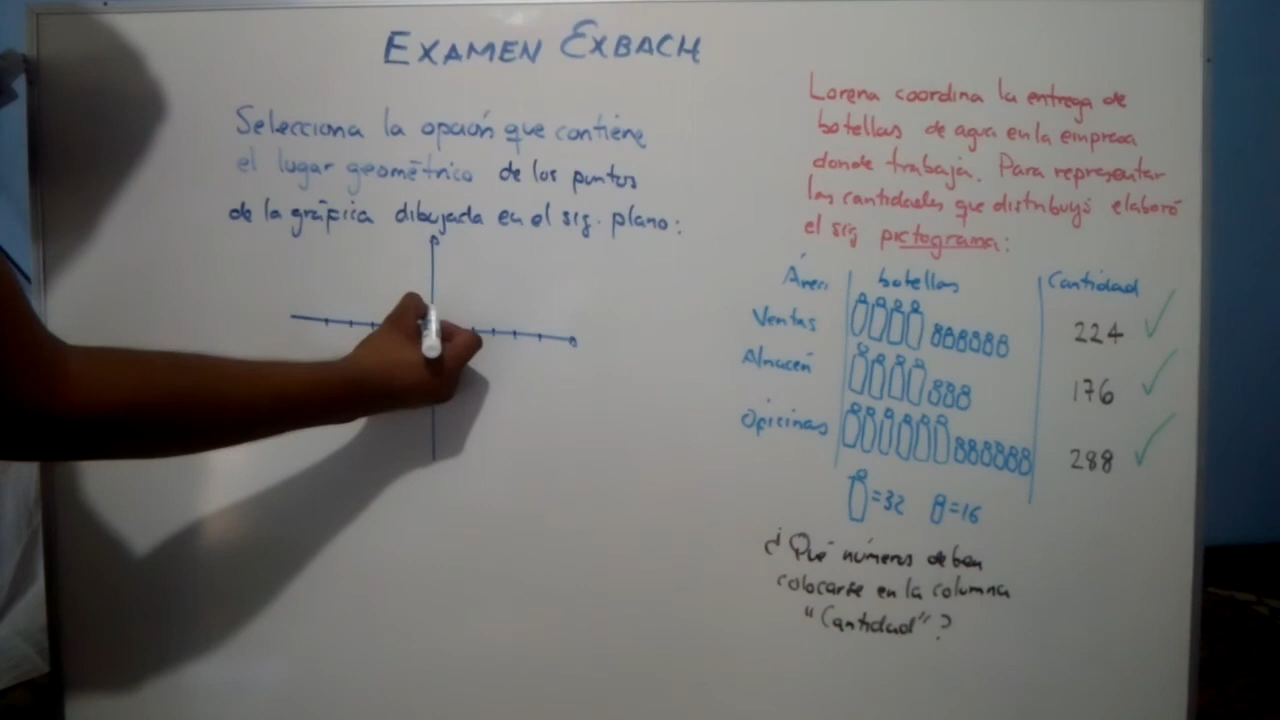 EXAMEN EXBACH
Selecciona la opción que contiene
el lugar geométrico de los puntos
de la gráfica dibujada en el sig. plano:
Lorena coordina la entrega de
botellas de agua en la empresa
donde trabaja. Para representar
las cantidades que distribuyó elaboró
el sig pictograma:
Área botellas Cantidad
Ventas 224
Almacén 176
Oficinas 288
=32 =16
¿Qué números deben
colocarse en la columna
"Cantidad"?